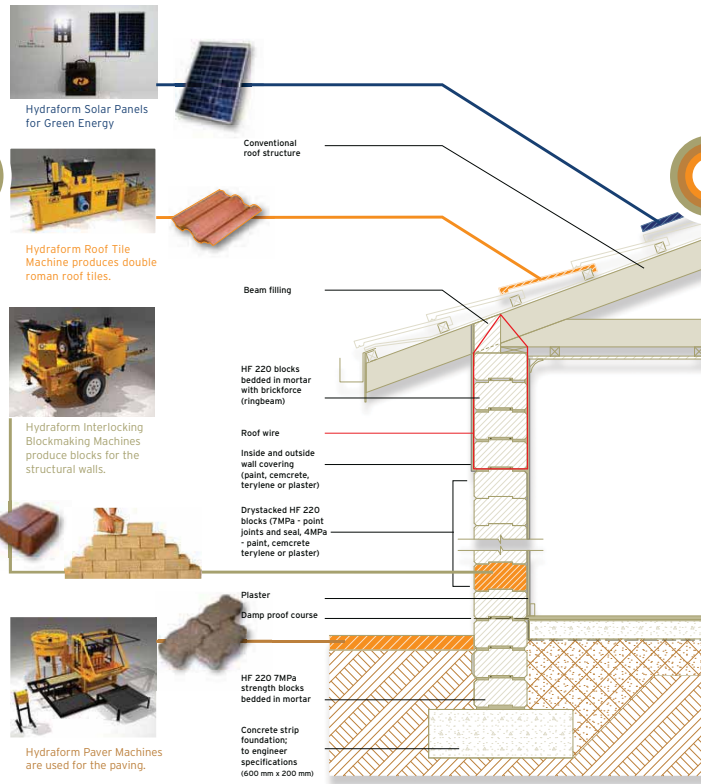 Hydraform Solar Panels
for Green Energy
Conventional
roof structure
Hydraform Roof Tile
Machine produces double
roman roof tiles.
Beam filling
HF 220 blocks
bedded in mortar
with brickforce
(ringbeam)
Hydraform Interlocking
Blockmaking Machines
produce blocks for the
structural walls.
Roof wire
Inside and outside
wall covering
(paint, cemcrete,
terylene or plaster)
Drystacked HF 220
blocks (7MPa - point
joints and seal, 4MPa
- paint, cemcrete
terylene or plaster)
Plaster
Damp proof course
HF 220 7MPa
strength blocks
bedded in mortar
Hydraform Paver Machines
are used for the paving.
Concrete strip
foundation;
to engineer
specifications
(600 mm x 200 mm)